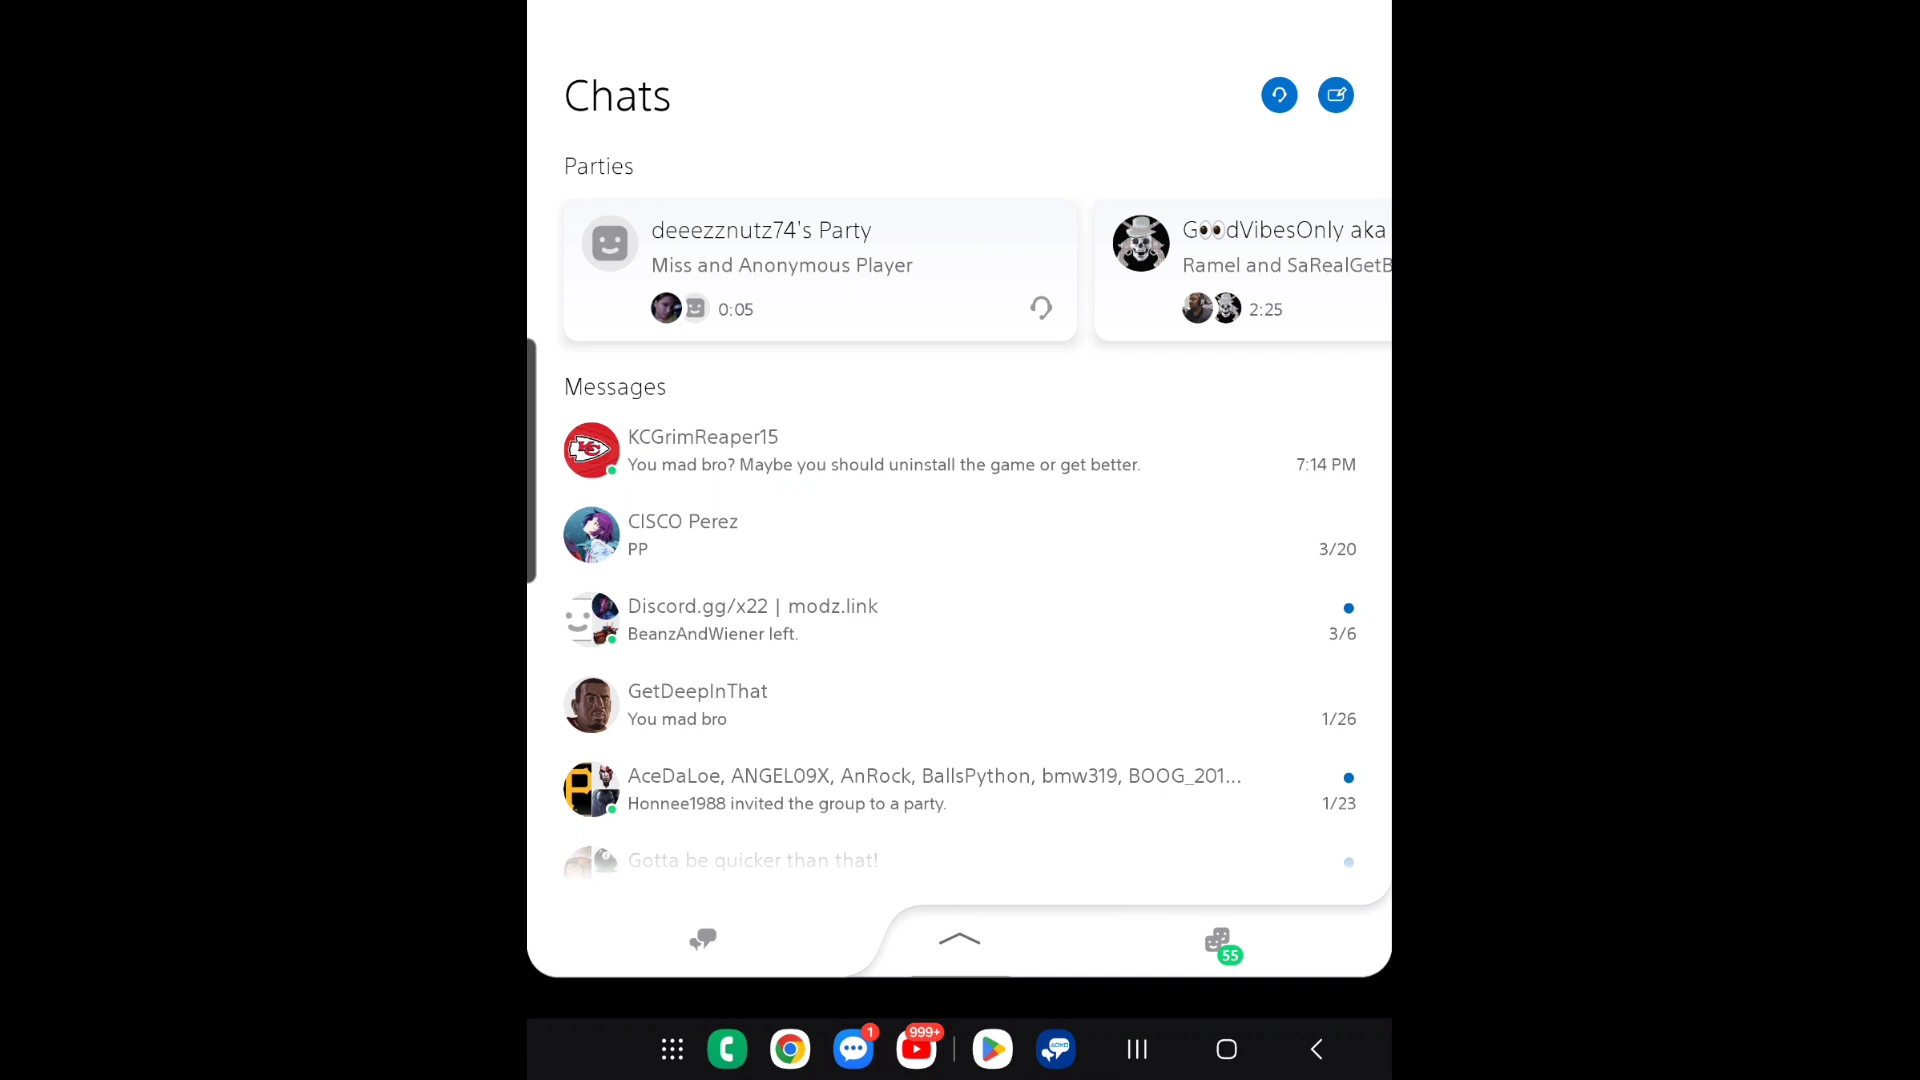 Chats
Parties
deeezznutz74's Party
Miss and Anonymous Player
0:05
G👀dVibesOnly aka
Ramel and SaRealGetB
2:25
Messages
KCGrimReaper15
You mad bro? Maybe you should uninstall the game or get better.
7:14 PM
CISCO Perez
PP
3/20
Discord.gg/x22 | modz.link
BeanzAndWiener left.
3/6
GetDeepInThat
You mad bro
1/26
AceDaLoe, ANGEL09X, AnRock, BallsPython, bmw319, BOOG_201...
Honnee1988 invited the group to a party.
1/23
Gotta be quicker than that!
55
1
999+